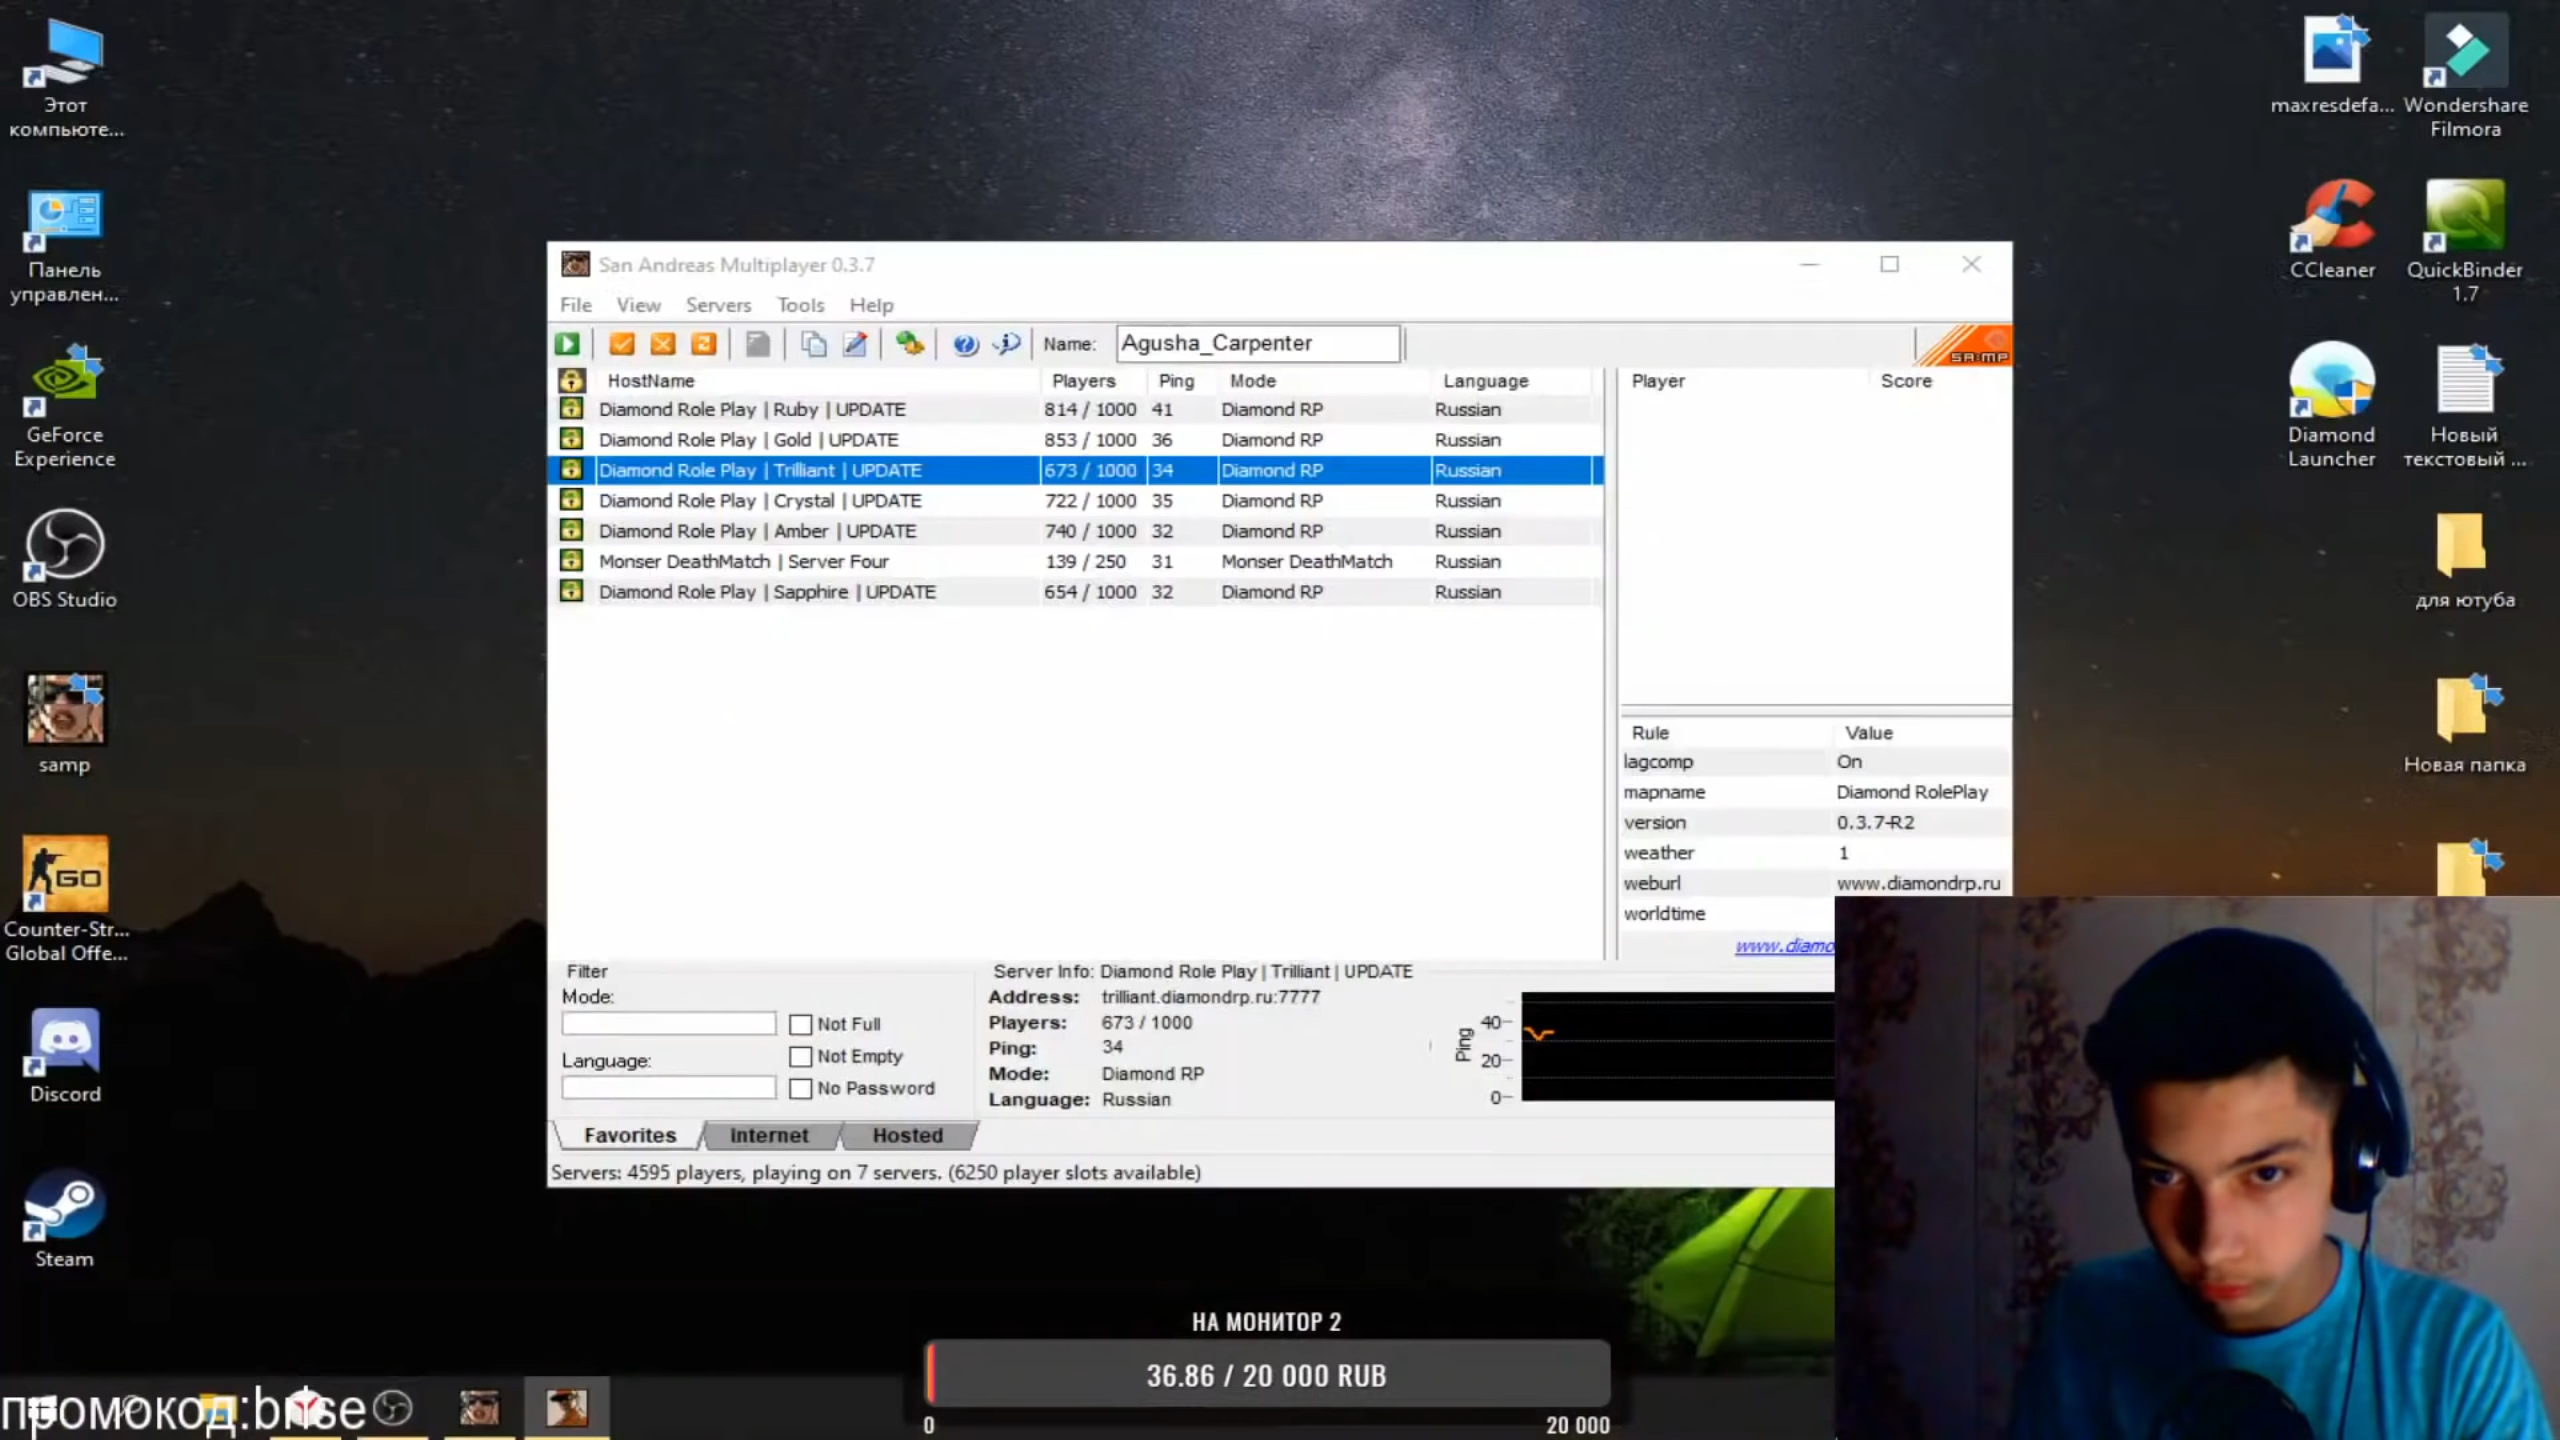 Этот
компьюте...
Панель
управлен...
GeForce
Experience
OBS Studio
samp
Counter-Str...
Global Offe...
Discord
Steam
maxresdefa...
Wondershare
Filmora
CCleaner
QuickBinder
1.7
Diamond
Launcher
Новый
текстовый ...
для ютуба
Новая папка
San Andreas Multiplayer 0.3.7
File View Servers Tools Help
Name: Agusha_Carpenter
SA:MP
HostName Players Ping Mode Language
Diamond Role Play | Ruby | UPDATE 814 / 1000 41 Diamond RP Russian
Diamond Role Play | Gold | UPDATE 853 / 1000 36 Diamond RP Russian
Diamond Role Play | Trilliant | UPDATE 673 / 1000 34 Diamond RP Russian
Diamond Role Play | Crystal | UPDATE 722 / 1000 35 Diamond RP Russian
Diamond Role Play | Amber | UPDATE 740 / 1000 32 Diamond RP Russian
Monser DeathMatch | Server Four 139 / 250 31 Monser DeathMatch Russian
Diamond Role Play | Sapphire | UPDATE 654 / 1000 32 Diamond RP Russian
Player Score
Rule Value
lagcomp On
mapname Diamond RolePlay
version 0.3.7-R2
weather 1
weburl www.diamondrp.ru
worldtime
www.diamo
Filter
Mode:
Not Full
Not Empty
Language:
No Password
Server Info: Diamond Role Play | Trilliant | UPDATE
Address: trilliant.diamondrp.ru:7777
Players: 673 / 1000
Ping: 34
Mode: Diamond RP
Language: Russian
Ping
40
20
0
Favorites Internet Hosted
Servers: 4595 players, playing on 7 servers. (6250 player slots available)
НА МОНИТОР 2
36.86 / 20 000 RUB
0 20 000
промокод:brise
GO